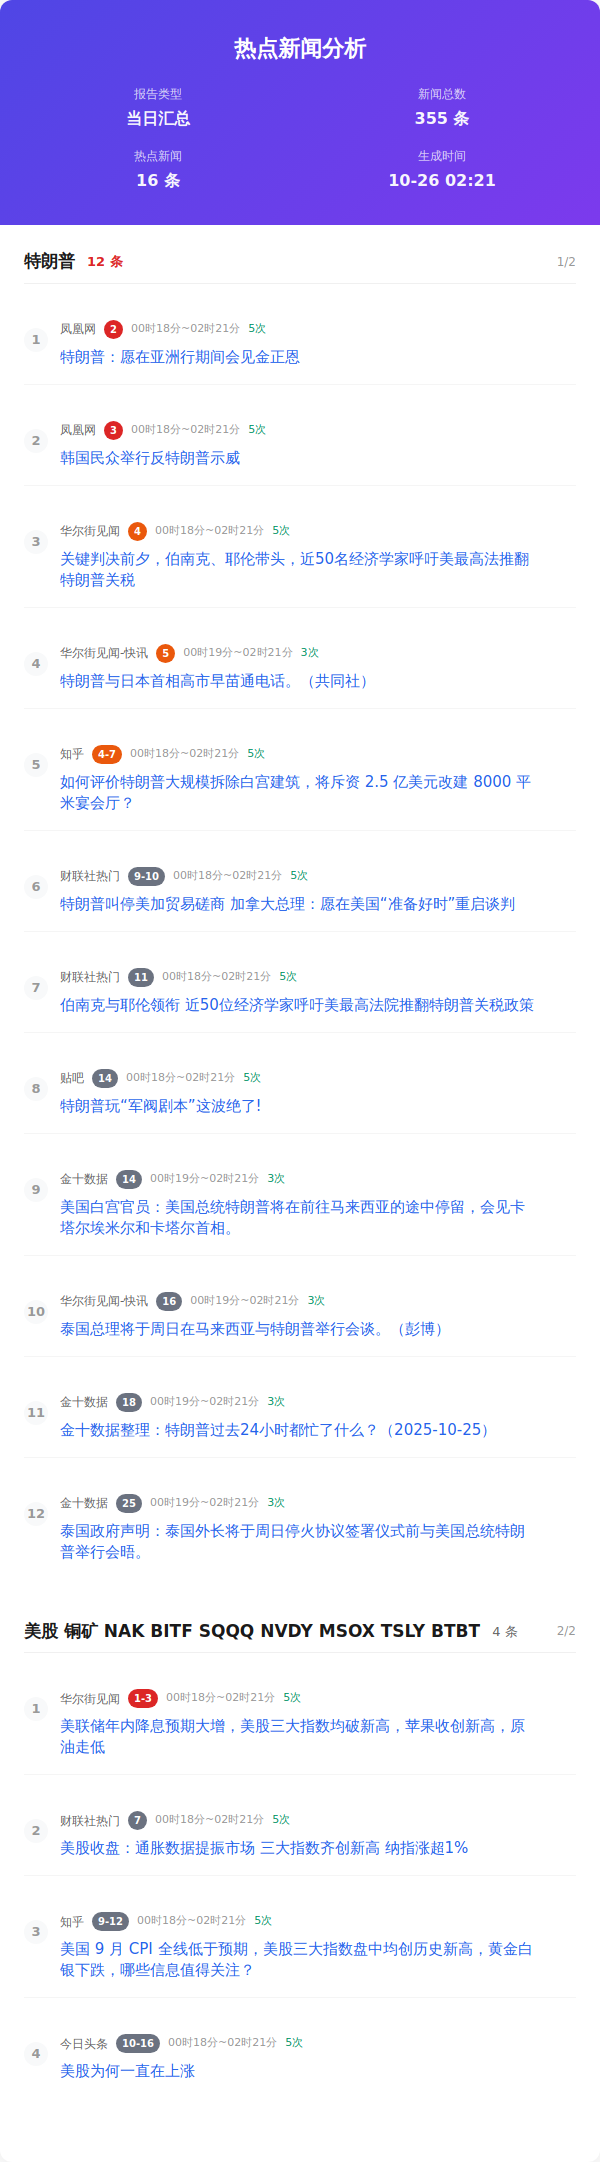 热点新闻分析
报告类型
新闻总数
当日汇总
355 条
热点新闻
生成时间
16 条
10-26 02:21
特朗普 12 条 1/2
1
凤凰网 2 00时18分~02时21分 5次
特朗普：愿在亚洲行期间会见金正恩
2
凤凰网 3 00时18分~02时21分 5次
韩国民众举行反特朗普示威
3
华尔街见闻 4 00时18分~02时21分 5次
关键判决前夕，伯南克、耶伦带头，近50名经济学家呼吁美最高法推翻
特朗普关税
4
华尔街见闻-快讯 5 00时19分~02时21分 3次
特朗普与日本首相高市早苗通电话。（共同社）
5
知乎 4-7 00时18分~02时21分 5次
如何评价特朗普大规模拆除白宫建筑，将斥资 2.5 亿美元改建 8000 平
米宴会厅？
6
财联社热门 9-10 00时18分~02时21分 5次
特朗普叫停美加贸易磋商 加拿大总理：愿在美国“准备好时”重启谈判
7
财联社热门 11 00时18分~02时21分 5次
伯南克与耶伦领衔 近50位经济学家呼吁美最高法院推翻特朗普关税政策
8
贴吧 14 00时18分~02时21分 5次
特朗普玩“军阀剧本”这波绝了!
9
金十数据 14 00时19分~02时21分 3次
美国白宫官员：美国总统特朗普将在前往马来西亚的途中停留，会见卡
塔尔埃米尔和卡塔尔首相。
10
华尔街见闻-快讯 16 00时19分~02时21分 3次
泰国总理将于周日在马来西亚与特朗普举行会谈。（彭博）
11
金十数据 18 00时19分~02时21分 3次
金十数据整理：特朗普过去24小时都忙了什么？（2025-10-25）
12
金十数据 25 00时19分~02时21分 3次
泰国政府声明：泰国外长将于周日停火协议签署仪式前与美国总统特朗
普举行会晤。
美股 铜矿 NAK BITF SQQQ NVDY MSOX TSLY BTBT 4 条 2/2
1
华尔街见闻 1-3 00时18分~02时21分 5次
美联储年内降息预期大增，美股三大指数均破新高，苹果收创新高，原
油走低
2
财联社热门 7 00时18分~02时21分 5次
美股收盘：通胀数据提振市场 三大指数齐创新高 纳指涨超1%
3
知乎 9-12 00时18分~02时21分 5次
美国 9 月 CPI 全线低于预期，美股三大指数盘中均创历史新高，黄金白
银下跌，哪些信息值得关注？
4
今日头条 10-16 00时18分~02时21分 5次
美股为何一直在上涨